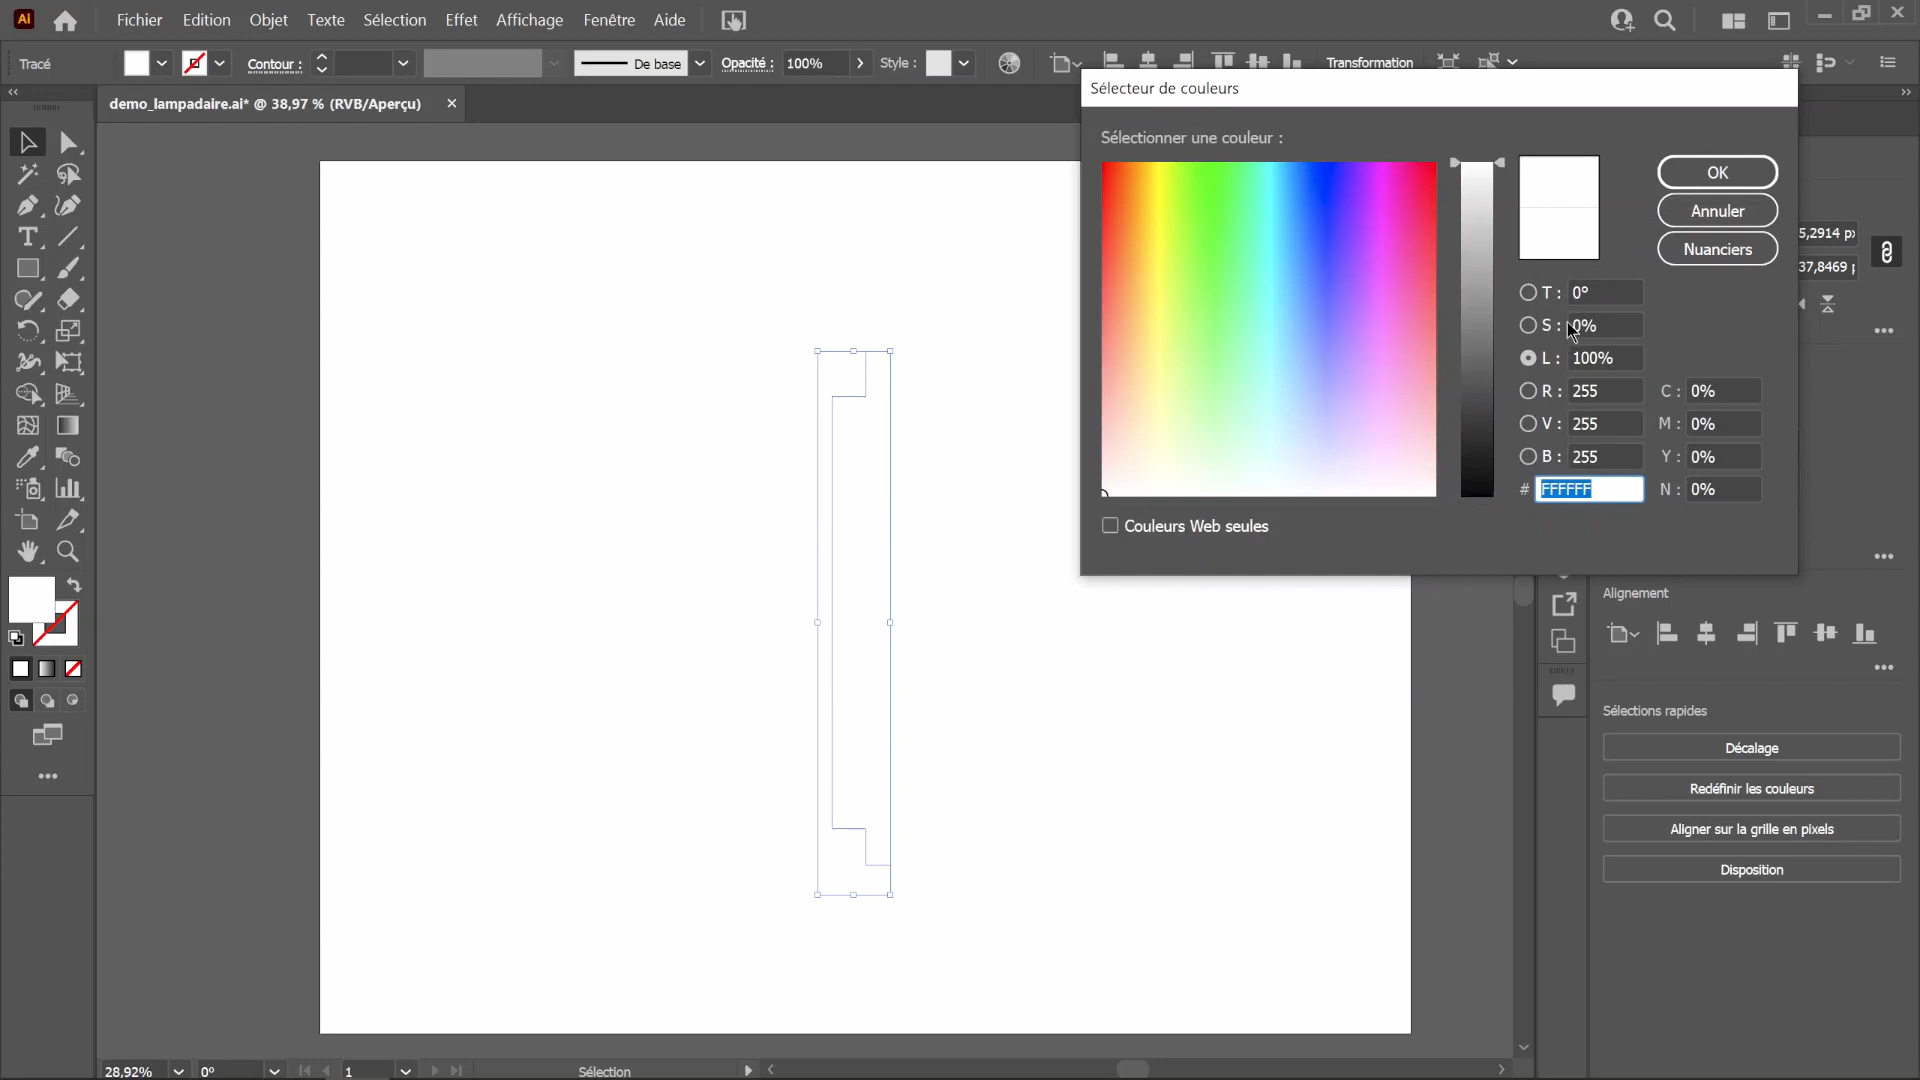 Ai Fichier Edition Objet Texte Sélection Effet Affichage Fenêtre Aide
Tracé Contour : De base Opacité : 100% Style : Transformation
demo_lampadaire.ai* @ 38,97 % (RVB/Aperçu)
Sélecteur de couleurs
Sélectionner une couleur :
OK
Annuler
Nuanciers
T : 0°
S : 0%
L : 100%
R : 255 C : 0%
V : 255 M : 0%
B : 255 Y : 0%
# FFFFFF N : 0%
Couleurs Web seules
5,2914 px
37,8469 p
Alignement
Sélections rapides
Décalage
Redéfinir les couleurs
Aligner sur la grille en pixels
Disposition
28,92% 0° 1 Sélection